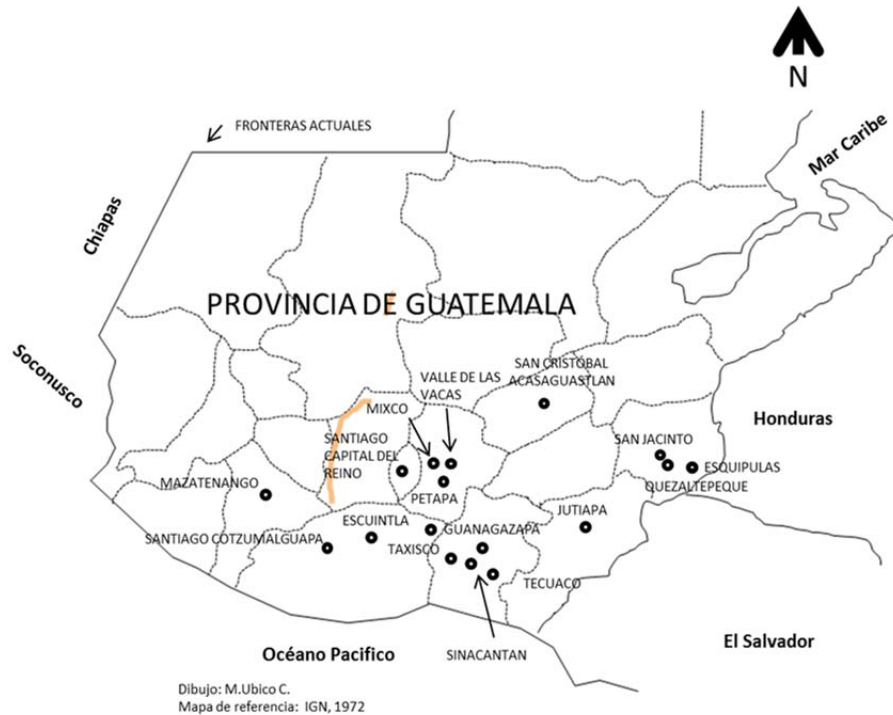 N
FRONTERAS ACTUALES
Mar Caribe
Chiapas
PROVINCIA DE GUATEMALA
Soconusco
SAN CRISTOBAL
ACASAGUASTLAN
VALLE DE LAS
VACAS
MIXCO
Honduras
SANTIAGO
CAPITAL DEL
REINO
SAN JACINTO
ESQUIPULAS
MAZATENANGO
QUEZALTEPEQUE
PETAPA
JUTIAPA
ESCUINTLA
GUANAGAZAPA
SANTIAGO COTZUMALGUAPA
TAXISCO
TECUACO
El Salvador
Océano Pacifico
SINACANTAN
Dibujo: M.Ubico C.
Mapa de referencia: IGN, 1972